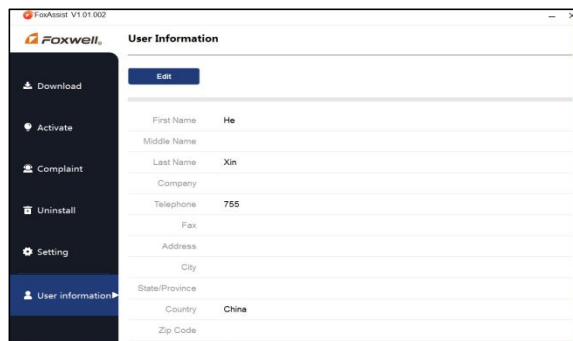 FoxAssist V1.01.002
Foxwell®
User Information
Edit
Download
Activate
Complaint
Uninstall
Setting
User information
First Name He
Middle Name
Last Name Xin
Company
Telephone 755
Fax
Address
City
State/Province
Country China
Zip Code